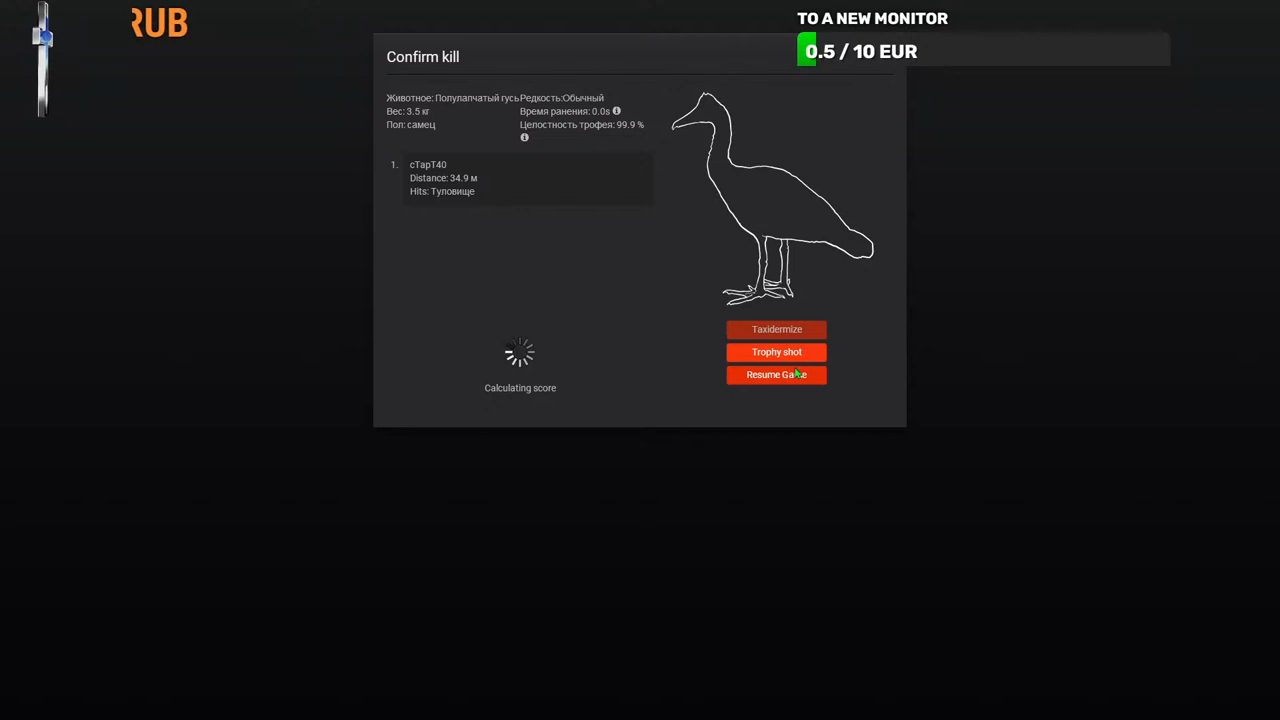 RUB
TO A NEW MONITOR
0.5 / 10 EUR
Confirm kill
Животное: Полулапчатый гусь
Редкость:Обычный
Вес: 3.5 кг
Время ранения: 0.0s
Пол: самец
Целостность трофея: 99.9 %
1.
сТарТ40
Distance: 34.9 м
Hits: Туловище
Taxidermize
Trophy shot
Resume Game
Calculating score